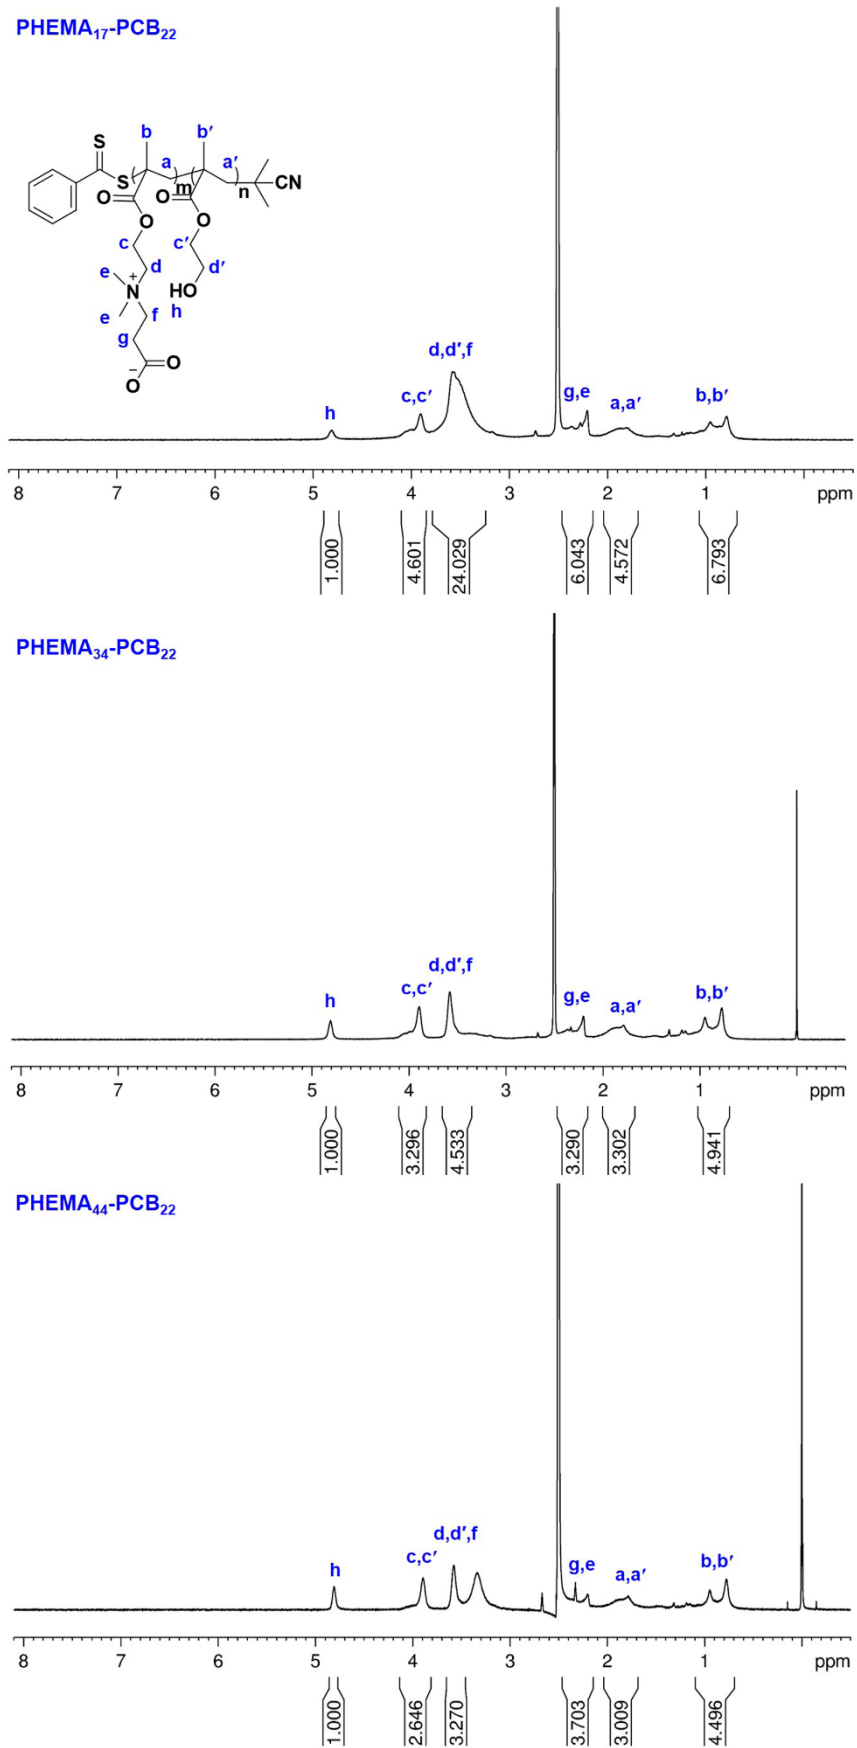 PHEMA₁₇-PCB₂₂
b b′
S
a a′
S m n CN
O O
O O
c c′
e d d′
N + HO
e f h
g
O
− O
d,d′,f
c,c′ g,e b,b′
h a,a′
8 7 6 5 4 3 2 1 ppm
1.000 4.601 24.029 6.043 4.572 6.793
PHEMA₃₄-PCB₂₂
d,d′,f
c,c′ g,e b,b′
h a,a′
8 7 6 5 4 3 2 1 ppm
1.000 3.296 4.533 3.290 3.302 4.941
PHEMA₄₄-PCB₂₂
d,d′,f
c,c′ g,e b,b′
h a,a′
8 7 6 5 4 3 2 1 ppm
1.000 2.646 3.270 3.703 3.009 4.496